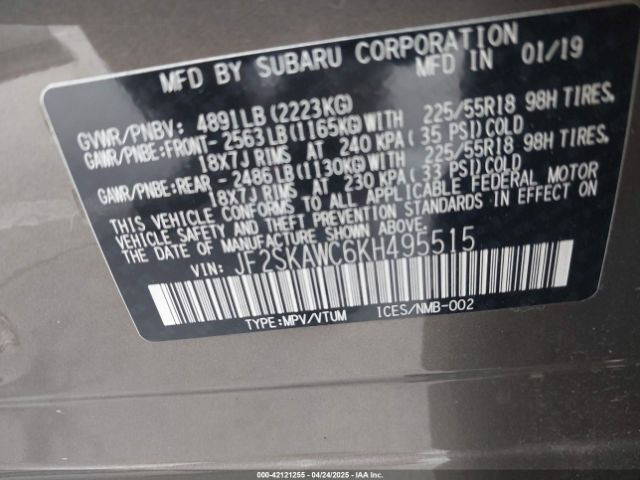 MFD BY SUBARU CORPORATION
MFD IN 01/19
GVWR/PNBV: 4891LB(2223KG)
GAWR/PNBE:FRONT-2563LB(1165KG)WITH 225/55R18 98H TIRES.
18X7J RIMS AT 240 KPA(35 PSI)COLD
GAWR/PNBE:REAR -2486LB(1130KG)WITH 225/55R18 98H TIRES.
18X7J RIMS AT 230 KPA(33 PSI)COLD
THIS VEHICLE CONFORMS TO ALL APPLICABLE FEDERAL MOTOR
VEHICLE SAFETY AND THEFT PREVENTION STANDARDS IN EFFECT ON
THE DATE OF MANUFACTURE SHOWN ABOVE.
VIN: JF2SKAWC6KH495515
TYPE:MPV/VTUM ICES/NMB-002
000-42121255 - 04/24/2025 - IAAI.com